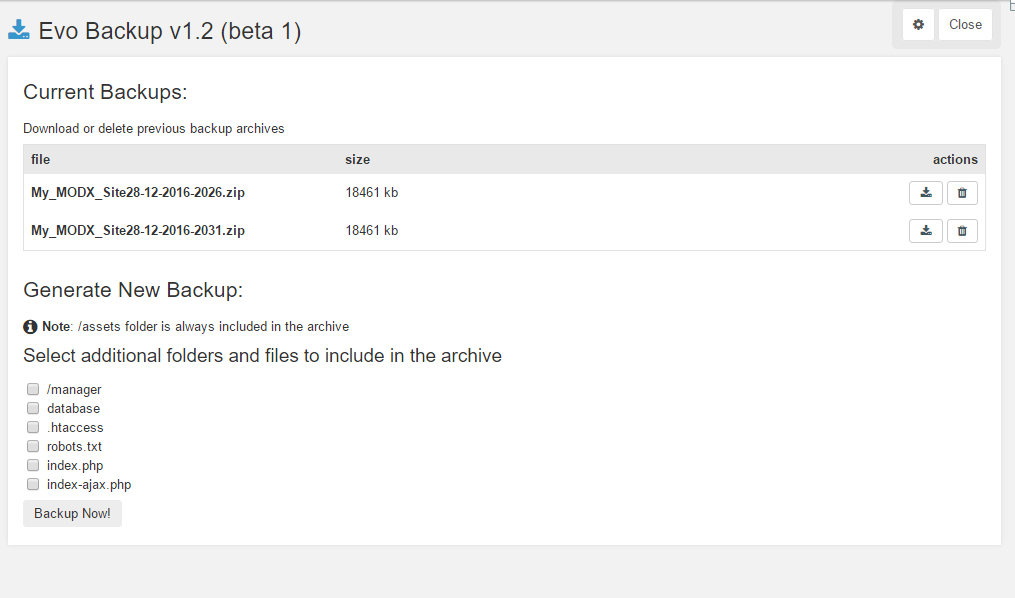 Evo Backup v1.2 (beta 1)
Close
Current Backups:
Download or delete previous backup archives
file size actions
My_MODX_Site28-12-2016-2026.zip 18461 kb
My_MODX_Site28-12-2016-2031.zip 18461 kb
Generate New Backup:
Note: /assets folder is always included in the archive
Select additional folders and files to include in the archive
/manager
database
.htaccess
robots.txt
index.php
index-ajax.php
Backup Now!